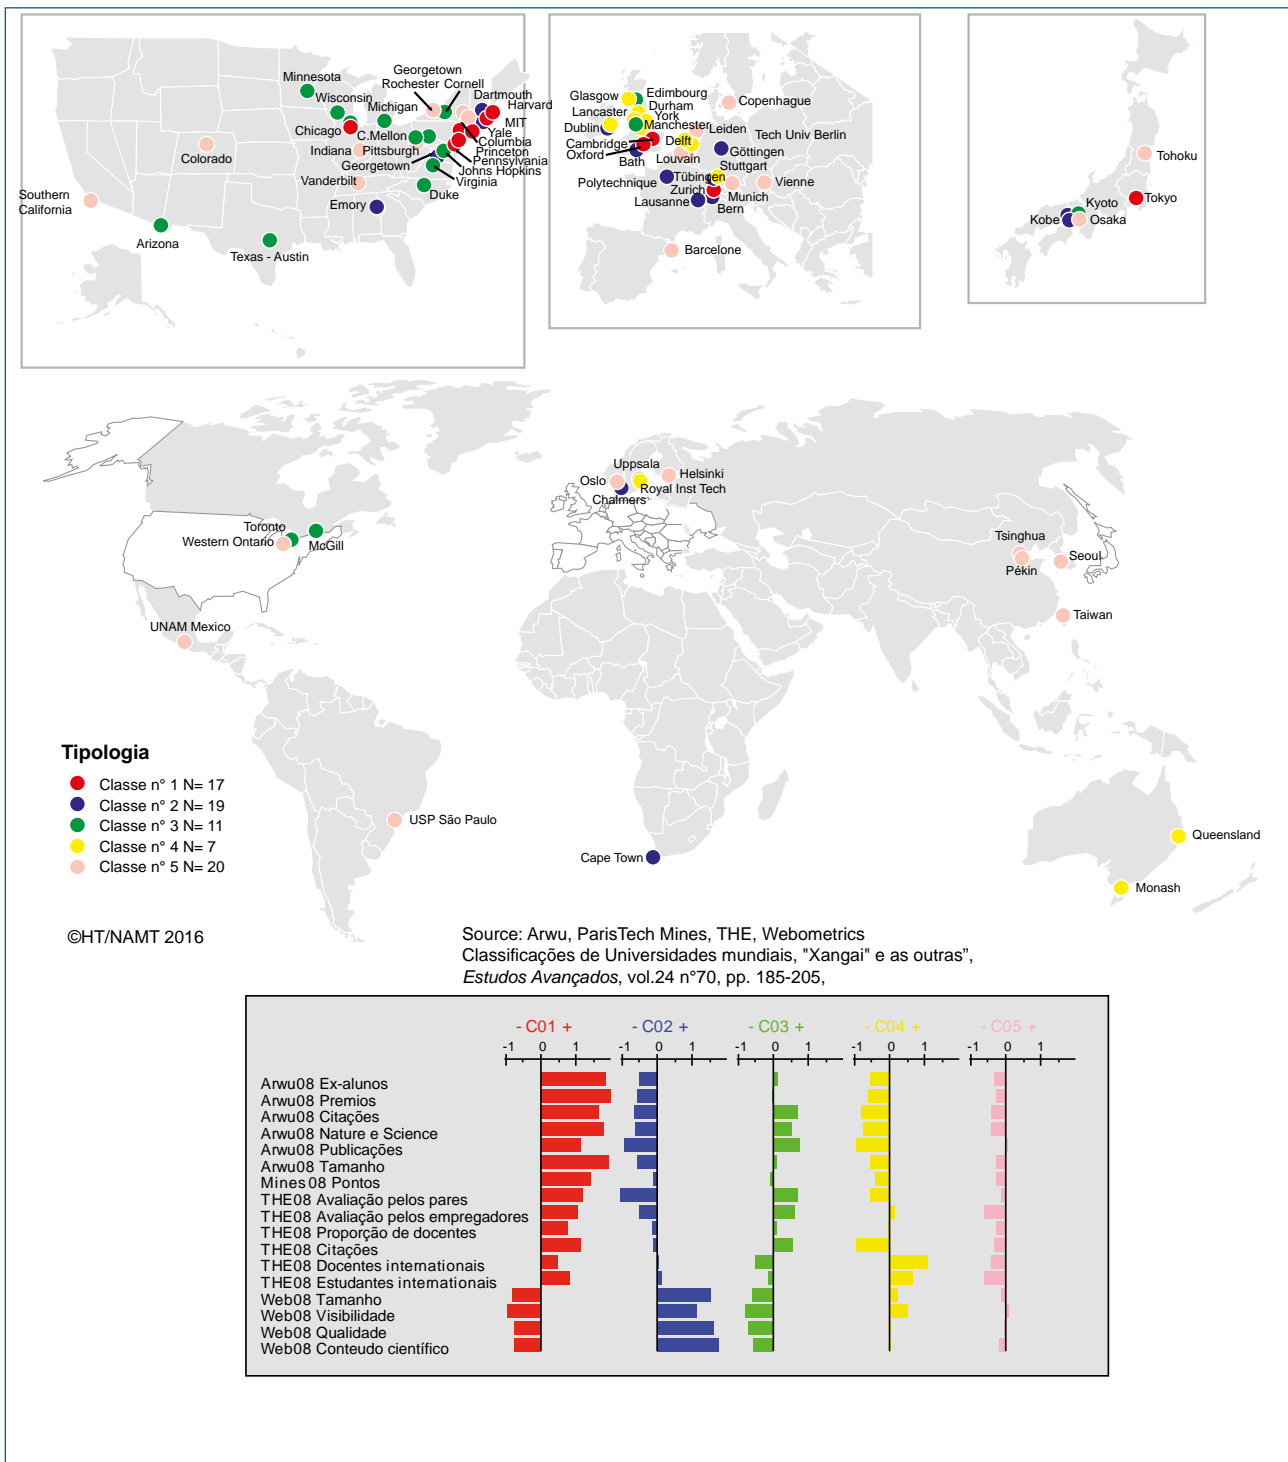 Georgetown
Rochester Cornell
Minnesota
Wisconsin
Michigan
Dartmouth
Harvard
MIT
Chicago
C.Mellon
Yale
Columbia
Indiana
Pittsburgh
Princeton
Georgetown
Pennsylvania
Johns Hopkins
Colorado
Vanderbilt
Virginia
Duke
Southern
California
Emory
Arizona
Texas - Austin
Glasgow
Edimbourg
Copenhague
Lancaster
Durham
York
Dublin
Manchester
Leiden
Tech Univ Berlin
Cambridge
Delft
Oxford
Göttingen
Bath
Louvain
Stuttgart
Polytechnique
Tübingen
Zurich
Munich
Vienne
Lausanne
Bern
Barcelone
Tohoku
Kyoto
Tokyo
Kobe
Osaka
Uppsala
Oslo
Helsinki
Royal Inst Tech
Chalmers
Toronto
Western Ontario
McGill
Tsinghua
Seoul
Pékin
Taiwan
UNAM Mexico
Tipologia
Classe n° 1 N= 17
Classe n° 2 N= 19
Classe n° 3 N= 11
Classe n° 4 N= 7
Classe n° 5 N= 20
USP São Paulo
Cape Town
Queensland
Monash
©HT/NAMT 2016
Source: Arwu, ParisTech Mines, THE, Webometrics
Classificações de Universidades mundiais, "Xangai" e as outras”,
Estudos Avançados, vol.24 n°70, pp. 185-205,
- C01 + - C02 + - C03 + - C04 + - C05 +
-1 0 1 -1 0 1 -1 0 1 -1 0 1 -1 0 1
Arwu08 Ex-alunos
Arwu08 Premios
Arwu08 Citações
Arwu08 Nature e Science
Arwu08 Publicações
Arwu08 Tamanho
Mines 08 Pontos
THE08 Avaliação pelos pares
THE08 Avaliação pelos empregadores
THE08 Proporção de docentes
THE08 Citações
THE08 Docentes internationais
THE08 Estudantes internationais
Web08 Tamanho
Web08 Visibilidade
Web08 Qualidade
Web08 Conteudo científico